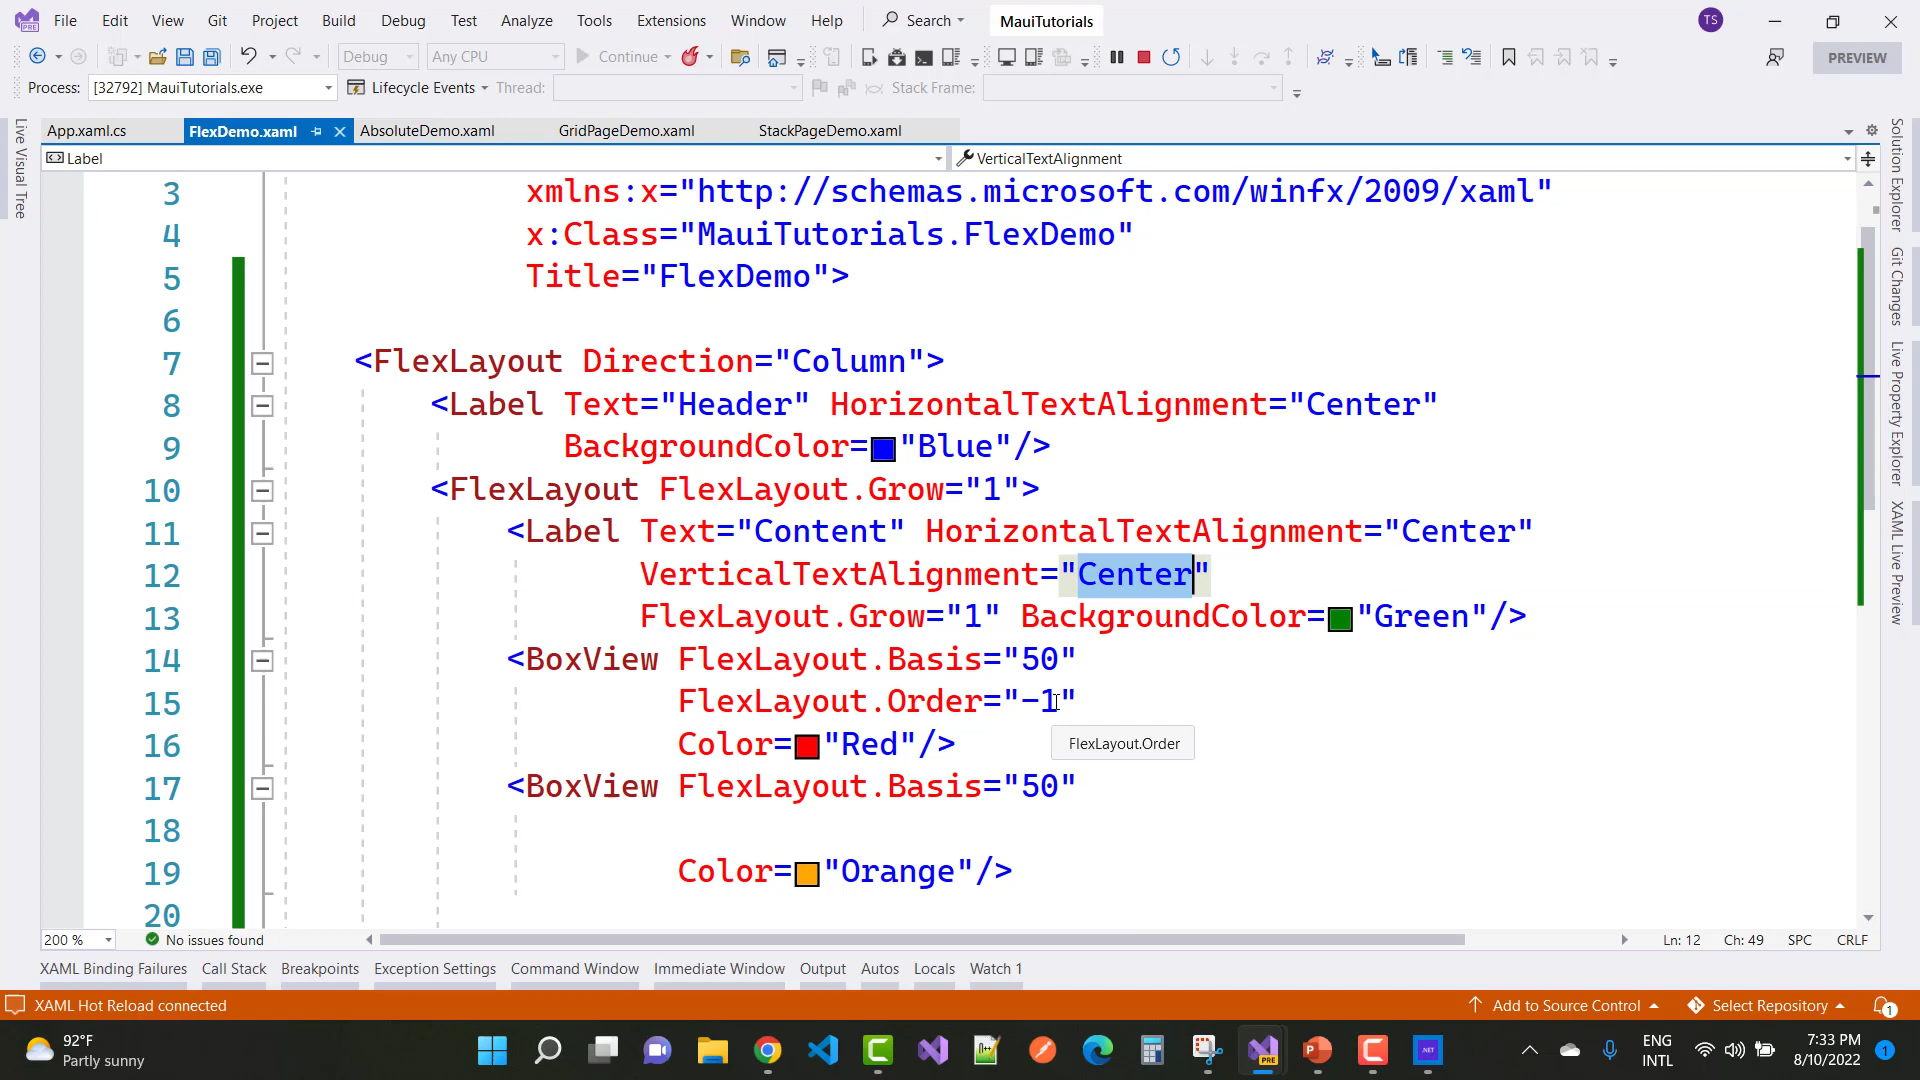 File Edit View Git Project Build Debug Test Analyze Tools Extensions Window Help Search MauiTutorials TS
Debug Any CPU Continue PREVIEW
Process: [32792] MauiTutorials.exe Lifecycle Events Thread: Stack Frame:
App.xaml.cs FlexDemo.xaml AbsoluteDemo.xaml GridPageDemo.xaml StackPageDemo.xaml
Label VerticalTextAlignment
3 xmlns:x="http://schemas.microsoft.com/winfx/2009/xaml"
4 x:Class="MauiTutorials.FlexDemo"
5 Title="FlexDemo">
6
7 <FlexLayout Direction="Column">
8 <Label Text="Header" HorizontalTextAlignment="Center"
9 BackgroundColor="Blue"/>
10 <FlexLayout FlexLayout.Grow="1">
11 <Label Text="Content" HorizontalTextAlignment="Center"
12 VerticalTextAlignment="Center"
13 FlexLayout.Grow="1" BackgroundColor="Green"/>
14 <BoxView FlexLayout.Basis="50"
15 FlexLayout.Order="-1"
16 Color="Red"/>
FlexLayout.Order
17 <BoxView FlexLayout.Basis="50"
18
19 Color="Orange"/>
20
Live Visual Tree
Solution Explorer
Git Changes
Live Property Explorer
XAML Live Preview
200 % No issues found Ln: 12 Ch: 49 SPC CRLF
XAML Binding Failures Call Stack Breakpoints Exception Settings Command Window Immediate Window Output Autos Locals Watch 1
XAML Hot Reload connected Add to Source Control Select Repository 1
92°F
Partly sunny
PRE
.NET
ENG
INTL
7:33 PM
8/10/2022
1